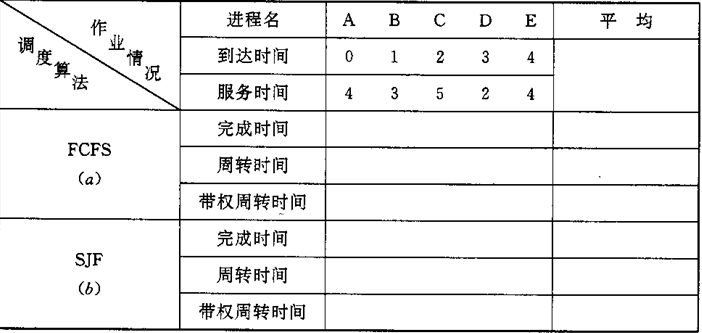 作业情况
调度算法
进程名 A B C D E 平均
到达时间 0 1 2 3 4
服务时间 4 3 5 2 4
FCFS
(a)
完成时间
周转时间
带权周转时间
SJF
(b)
完成时间
周转时间
带权周转时间